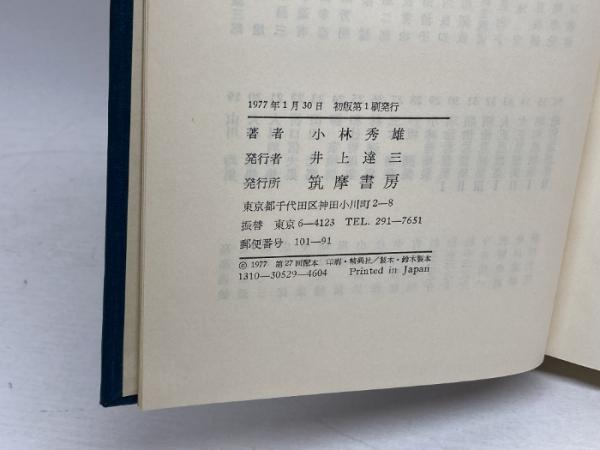 1977年1月30日 初版第1刷発行
著者 小林秀雄
発行者 井上達三
発行所 筑摩書房
東京都千代田区神田小川町2—8
振替 東京6—4123 TEL. 291—7651
郵便番号 101—91
©1977 第27回配本 印刷・精興社/製本・鈴木製本
1310—30529—4604 Printed in Japan